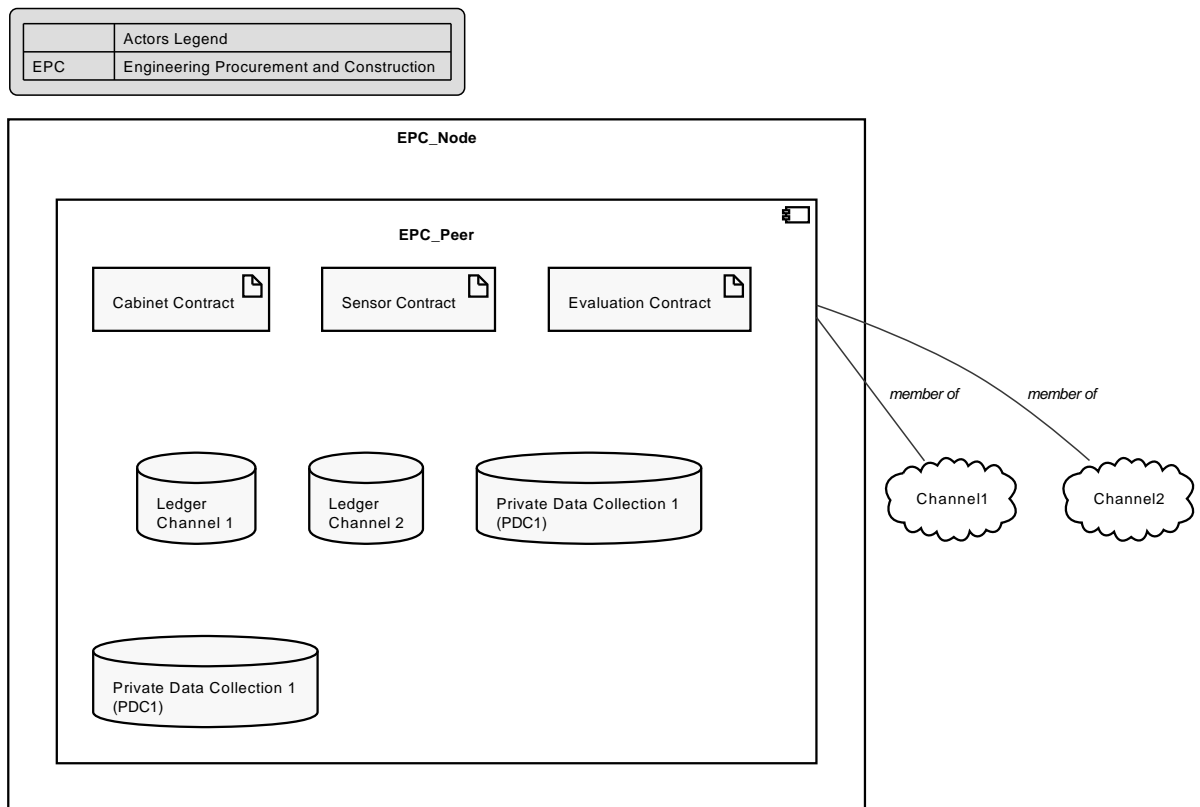 Actors Legend
EPC Engineering Procurement and Construction
EPC_Node
EPC_Peer
Cabinet Contract
Sensor Contract
Evaluation Contract
member of
member of
Ledger
Channel 1
Ledger
Channel 2
Private Data Collection 1
(PDC1)
Channel1
Channel2
Private Data Collection 1
(PDC1)